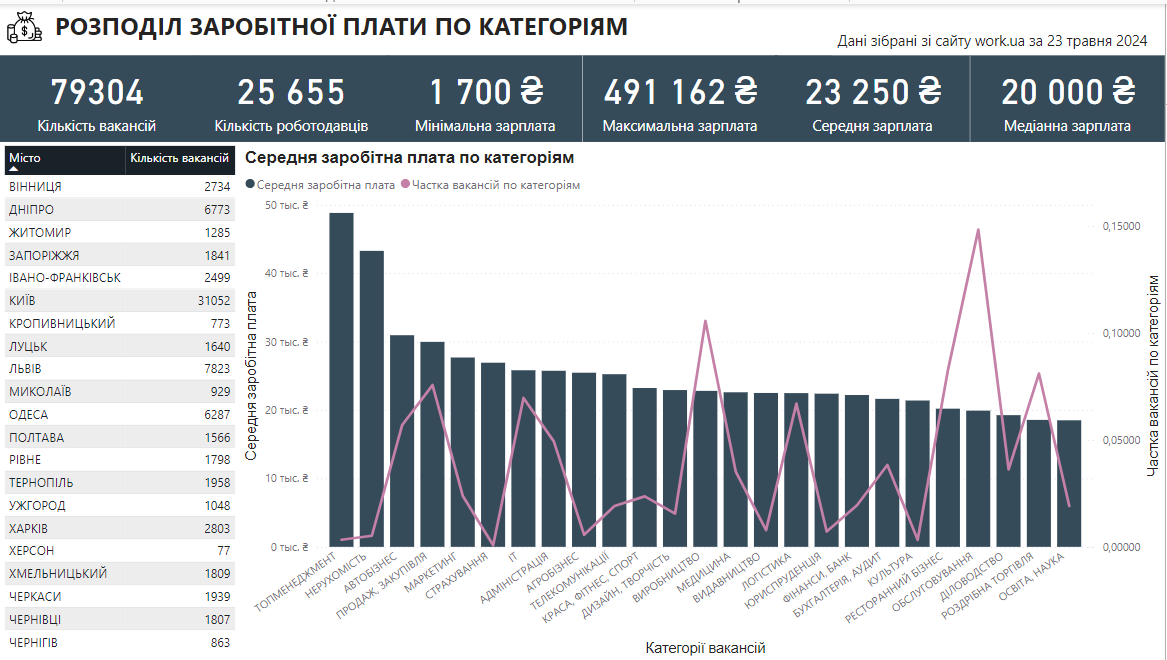 РОЗПОДІЛ ЗАРОБІТНОЇ ПЛАТИ ПО КАТЕГОРІЯМ
Дані зібрані зі сайту work.ua за 23 травня 2024
79304
Кількість вакансій
25 655
Кількість роботодавців
1 700 ₴
Мінімальна зарплата
491 162 ₴
Максимальна зарплата
23 250 ₴
Середня зарплата
20 000 ₴
Медіанна зарплата
Місто Кількість вакансій
ВІННИЦЯ 2734
ДНІПРО 6773
ЖИТОМИР 1285
ЗАПОРІЖЖЯ 1841
ІВАНО-ФРАНКІВСЬК 2499
КИЇВ 31052
КРОПИВНИЦЬКИЙ 773
ЛУЦЬК 1640
ЛЬВІВ 7823
МИКОЛАЇВ 929
ОДЕСА 6287
ПОЛТАВА 1566
РІВНЕ 1798
ТЕРНОПІЛЬ 1958
УЖГОРОД 1048
ХАРКІВ 2803
ХЕРСОН 77
ХМЕЛЬНИЦЬКИЙ 1809
ЧЕРКАСИ 1939
ЧЕРНІВЦІ 1807
ЧЕРНІГІВ 863
Середня заробітна плата по категоріям
Середня заробітна плата Частка вакансій по категоріям
Середня заробітна плата
50 тыс. ₴
40 тыс. ₴
30 тыс. ₴
20 тыс. ₴
10 тыс. ₴
0 тыс. ₴
0,15000
0,10000
0,05000
0,00000
Частка вакансій по категоріям
ТОПМЕНЕДЖМЕНТ
НЕРУХОМІСТЬ
АВТОБІЗНЕС
ПРОДАЖ, ЗАКУПІВЛЯ
МАРКЕТИНГ
СТРАХУВАННЯ
ІТ
АДМІНІСТРАЦІЯ
АГРОБІЗНЕС
ТЕЛЕКОМУНІКАЦІЇ
КРАСА, ФІТНЕС, СПОРТ
ДИЗАЙН, ТВОРЧІСТЬ
ВИРОБНИЦТВО
МЕДИЦИНА
ВИДАВНИЦТВО
ЛОГІСТИКА
ЮРИСПРУДЕНЦІЯ
ФІНАНСИ, БАНК
БУХГАЛТЕРІЯ, АУДИТ
КУЛЬТУРА
РЕСТОРАННИЙ БІЗНЕС
ОБСЛУГОВУВАННЯ
ДІЛОВОДСТВО
РОЗДРІБНА ТОРГІВЛЯ
ОСВІТА, НАУКА
Категорії вакансій